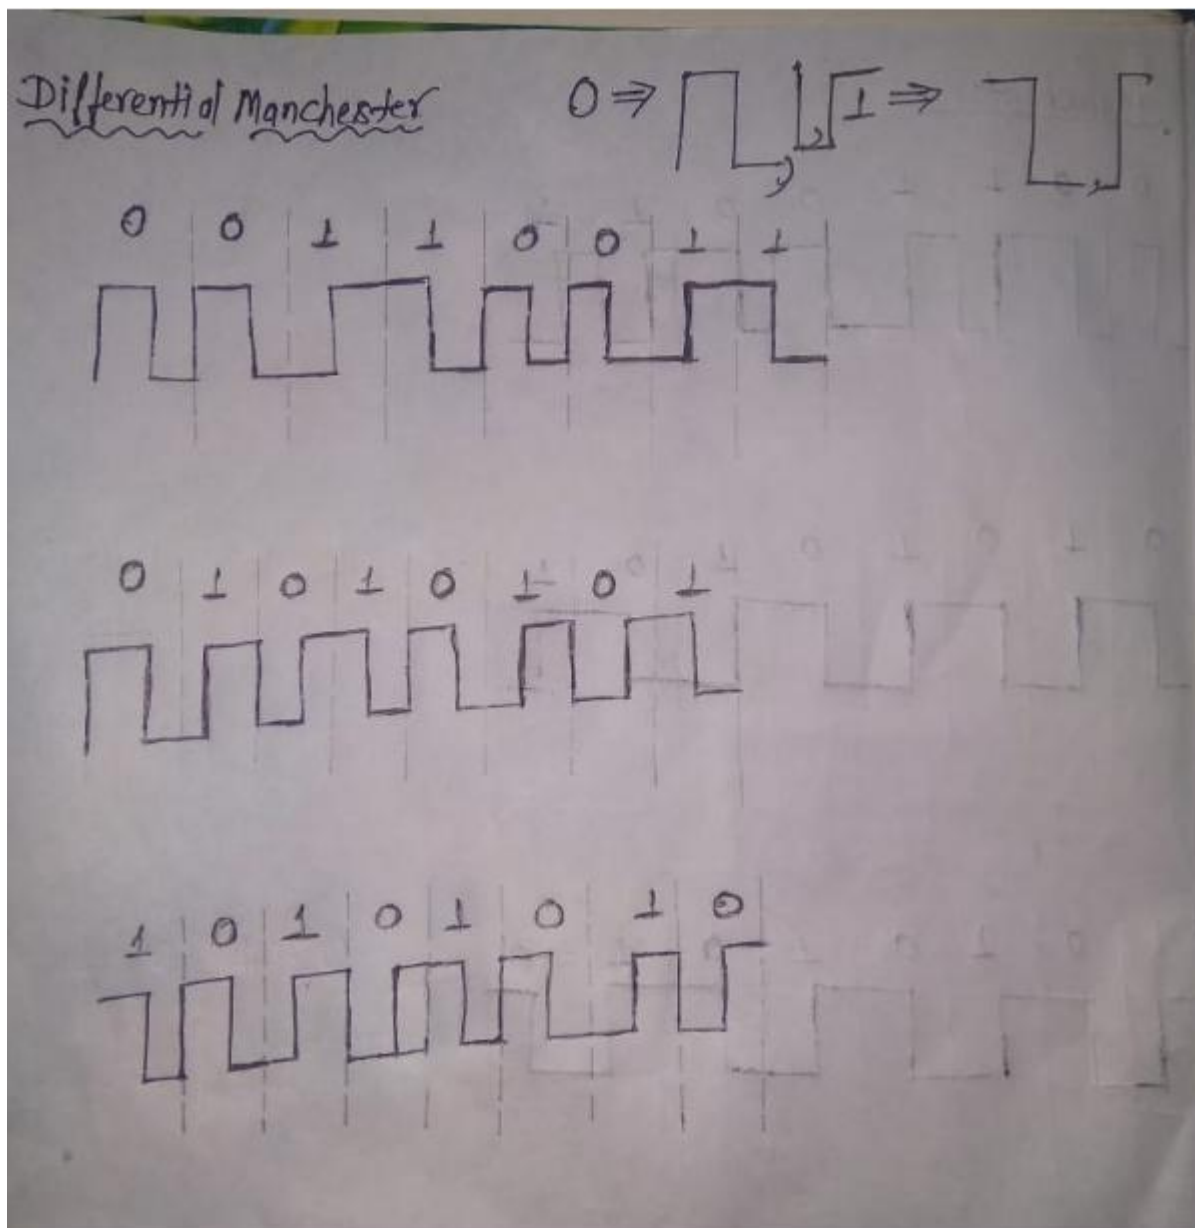 Differential Manchester 0 ⇒ 1 ⇒
0 0 1 1 0 0 1 1
0 1 0 1 0 1 0 1
1 0 1 0 1 0 1 0